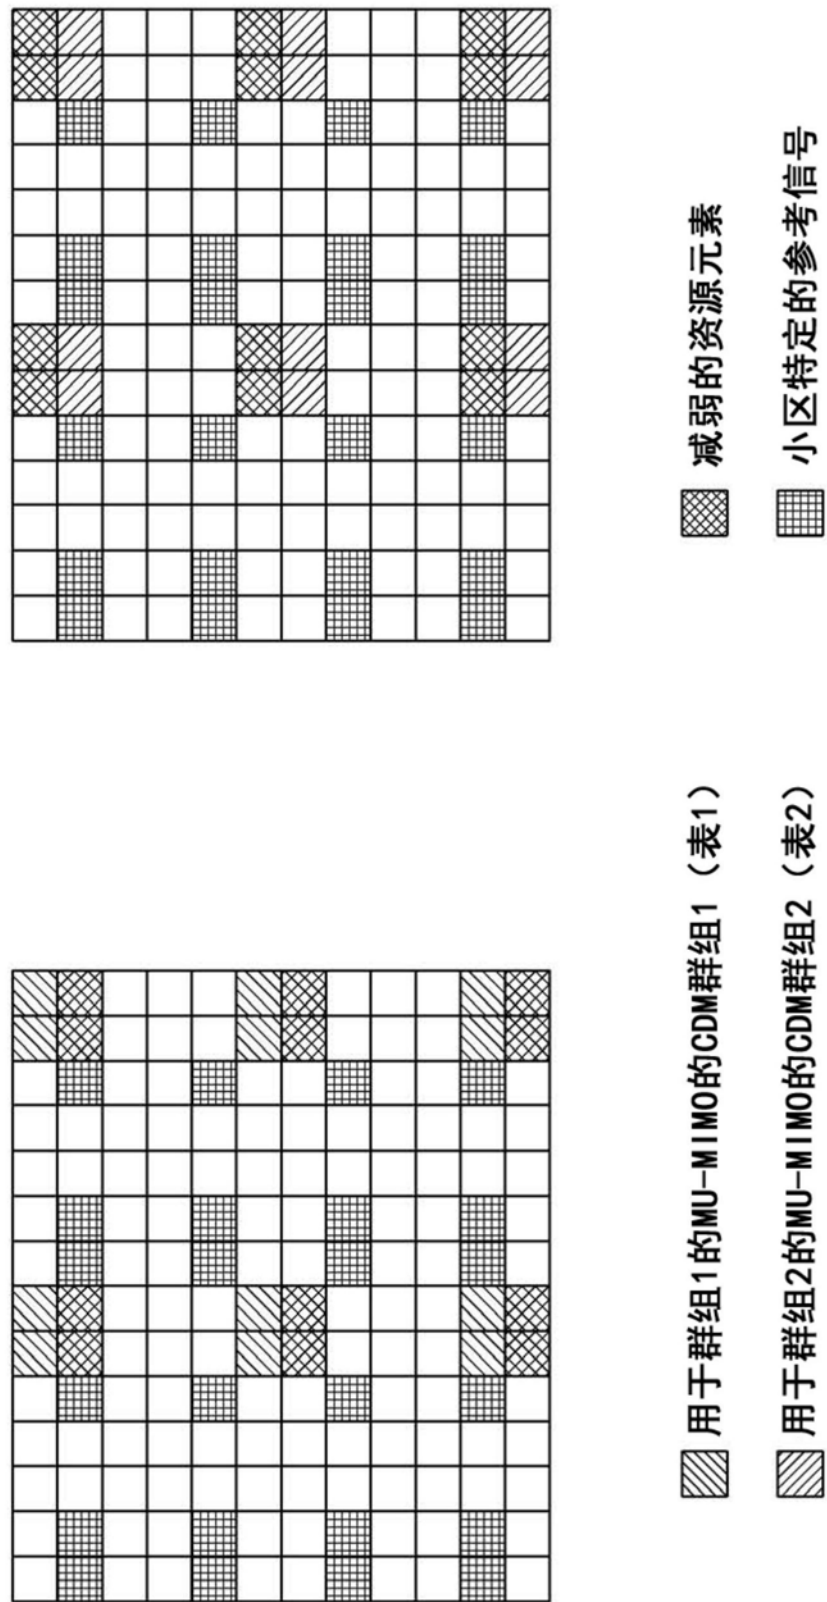 用于群组1的MU-MIMO的CDM群组1（表1）
用于群组2的MU-MIMO的CDM群组2（表2）
减弱的资源元素
小区特定的参考信号